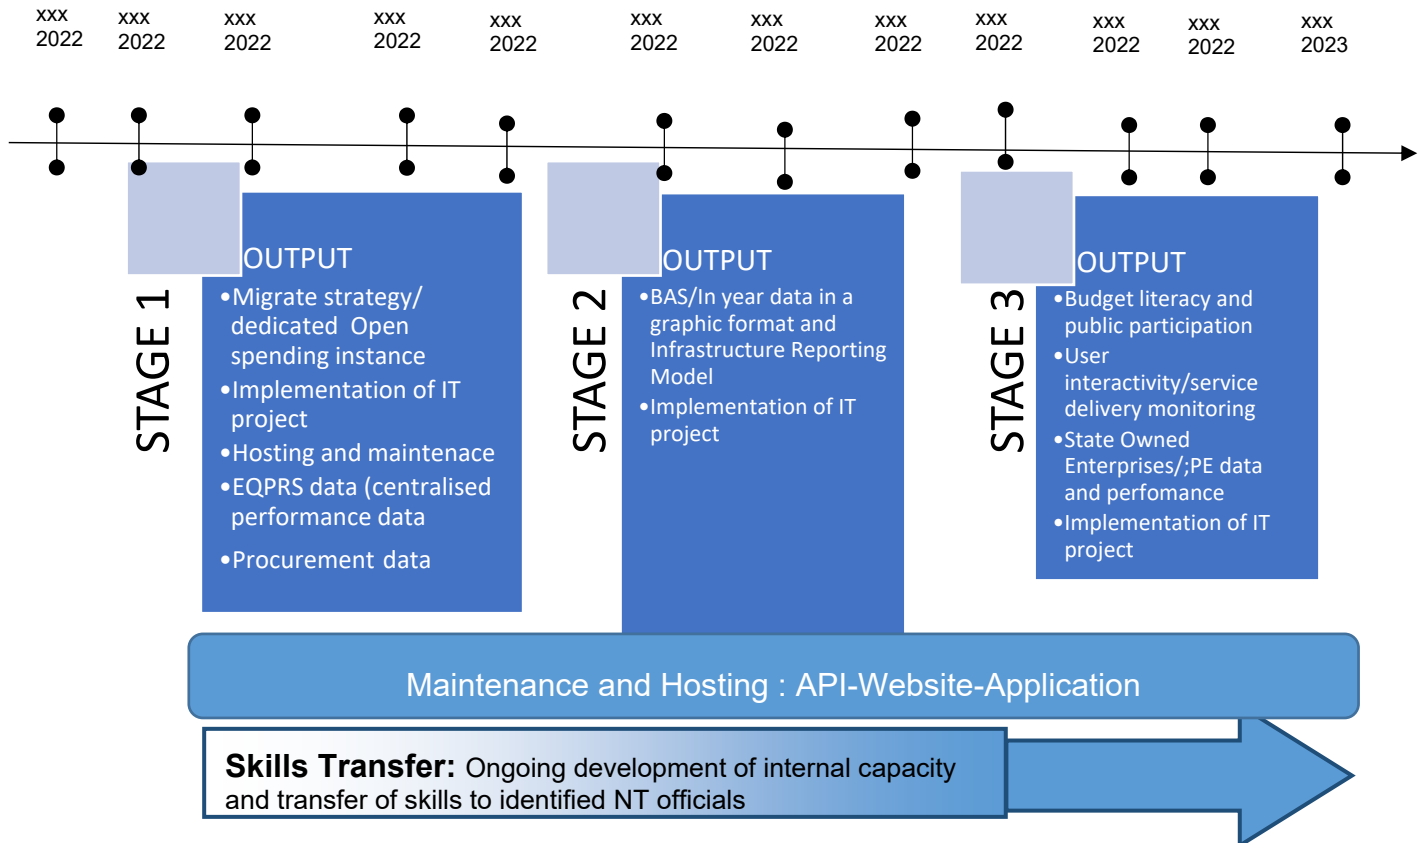 xxx
2022
xxx
2022
xxx
2022
xxx
2022
xxx
2022
xxx
2022
xxx
2022
xxx
2022
xxx
2022
xxx
2022
xxx
2022
xxx
2023
STAGE 1
OUTPUT
•Migrate strategy/
dedicated Open
spending instance
•Implementation of IT
project
•Hosting and maintenace
•EQPRS data (centralised
performance data
•Procurement data
STAGE 2
OUTPUT
•BAS/In year data in a
graphic format and
Infrastructure Reporting
Model
•Implementation of IT
project
STAGE 3
OUTPUT
•Budget literacy and
public participation
•User
interactivity/service
delivery monitoring
•State Owned
Enterprises/;PE data
and perfomance
•Implementation of IT
project
Maintenance and Hosting : API-Website-Application
Skills Transfer: Ongoing development of internal capacity
and transfer of skills to identified NT officials